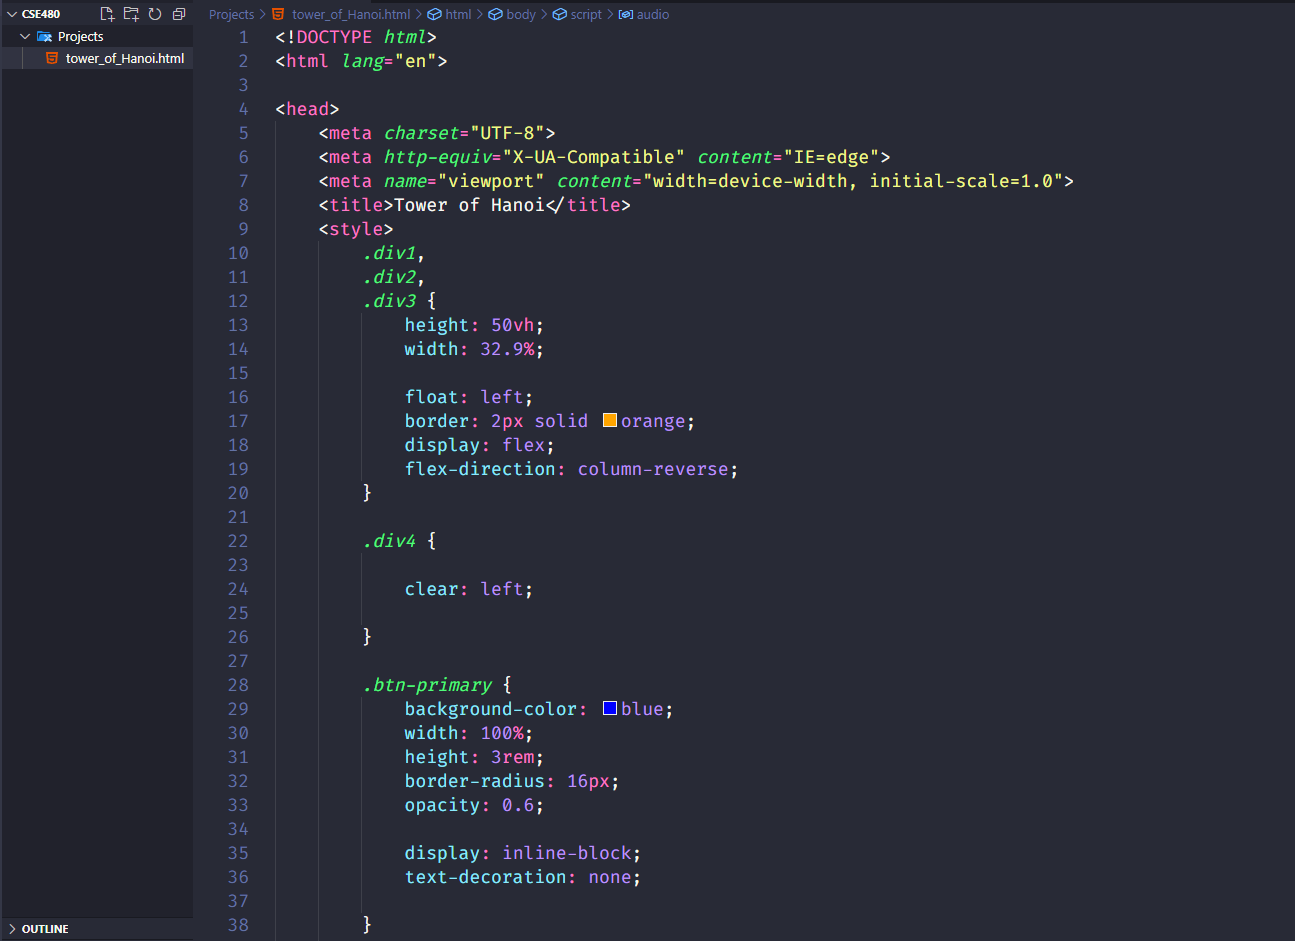 CSE480
Projects
tower_of_Hanoi.html
OUTLINE
Projects > tower_of_Hanoi.html > html > body > script > audio
1 <!DOCTYPE html>
2 <html lang="en">
3
4 <head>
5     <meta charset="UTF-8">
6     <meta http-equiv="X-UA-Compatible" content="IE=edge">
7     <meta name="viewport" content="width=device-width, initial-scale=1.0">
8     <title>Tower of Hanoi</title>
9     <style>
10         .div1,
11         .div2,
12         .div3 {
13             height: 50vh;
14             width: 32.9%;
15
16             float: left;
17             border: 2px solid orange;
18             display: flex;
19             flex-direction: column-reverse;
20         }
21
22         .div4 {
23
24             clear: left;
25
26         }
27
28         .btn-primary {
29             background-color: blue;
30             width: 100%;
31             height: 3rem;
32             border-radius: 16px;
33             opacity: 0.6;
34
35             display: inline-block;
36             text-decoration: none;
37
38         }